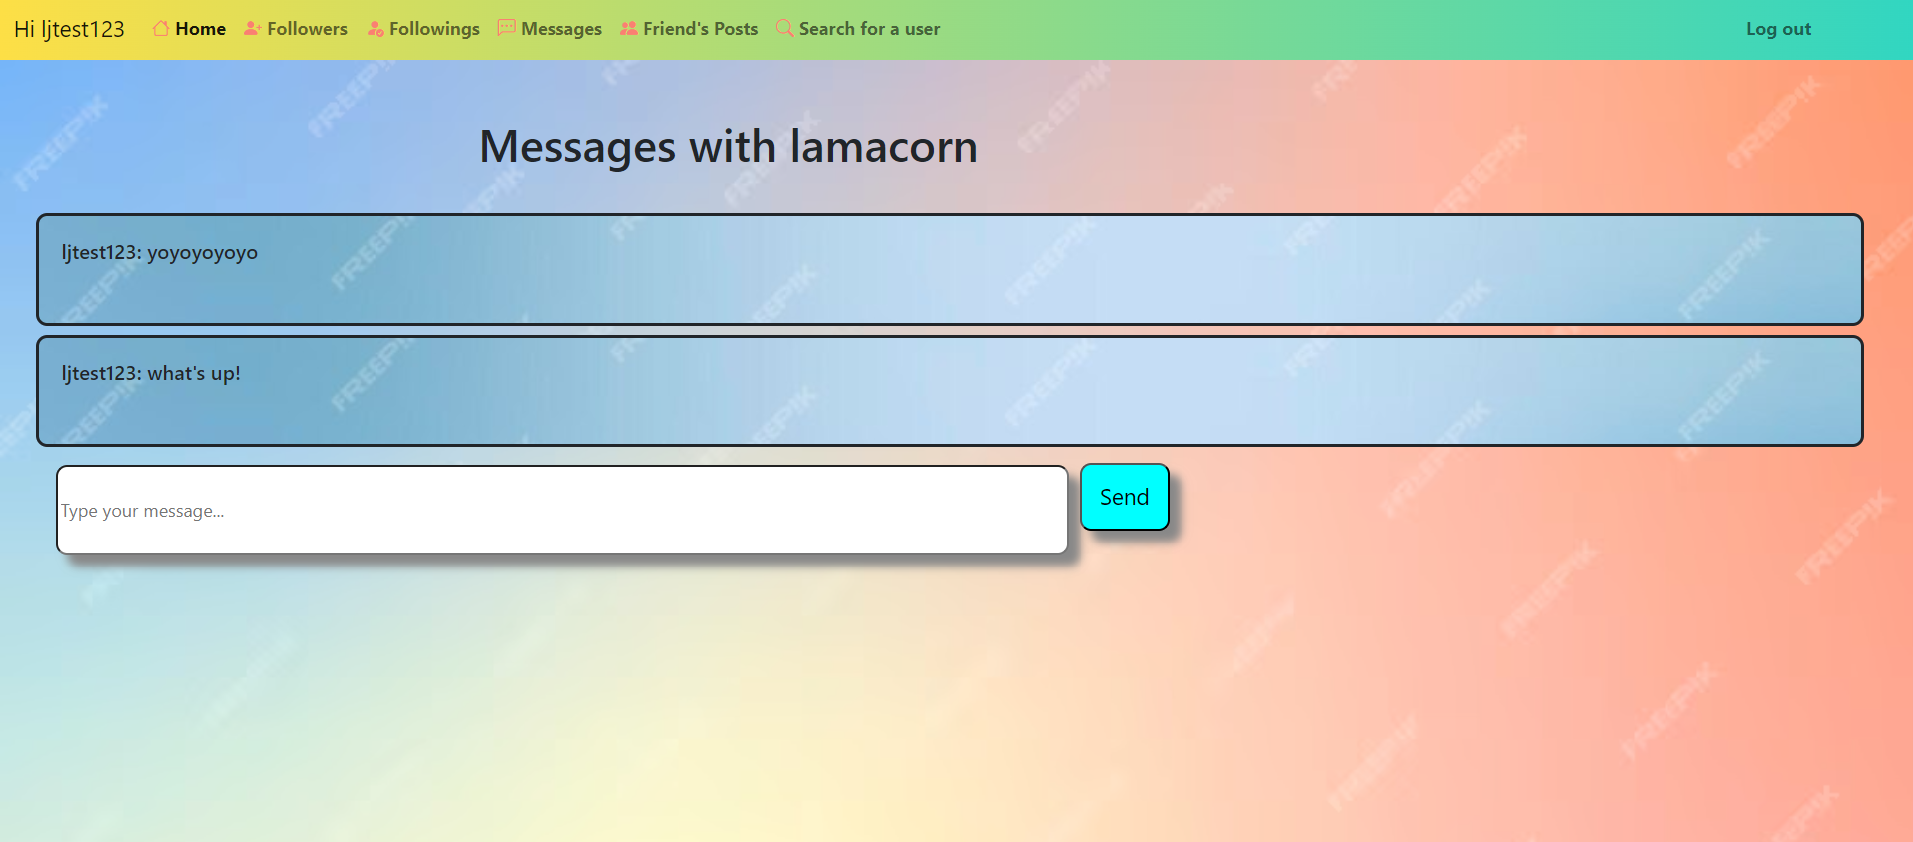 Hi ljtest123 Home Followers Followings Messages Friend's Posts Search for a user Log out
Messages with lamacorn
ljtest123: yoyoyoyoyo
ljtest123: what's up!
Type your message...
Send
FREEPIK